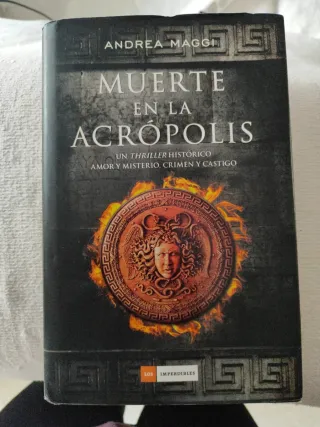 ANDREA MAGGI
MUERTE
EN LA
ACRÓPOLIS
UN THRILLER HISTÓRICO
AMOR Y MISTERIO, CRIMEN Y CASTIGO
LOS IMPERDIBLES